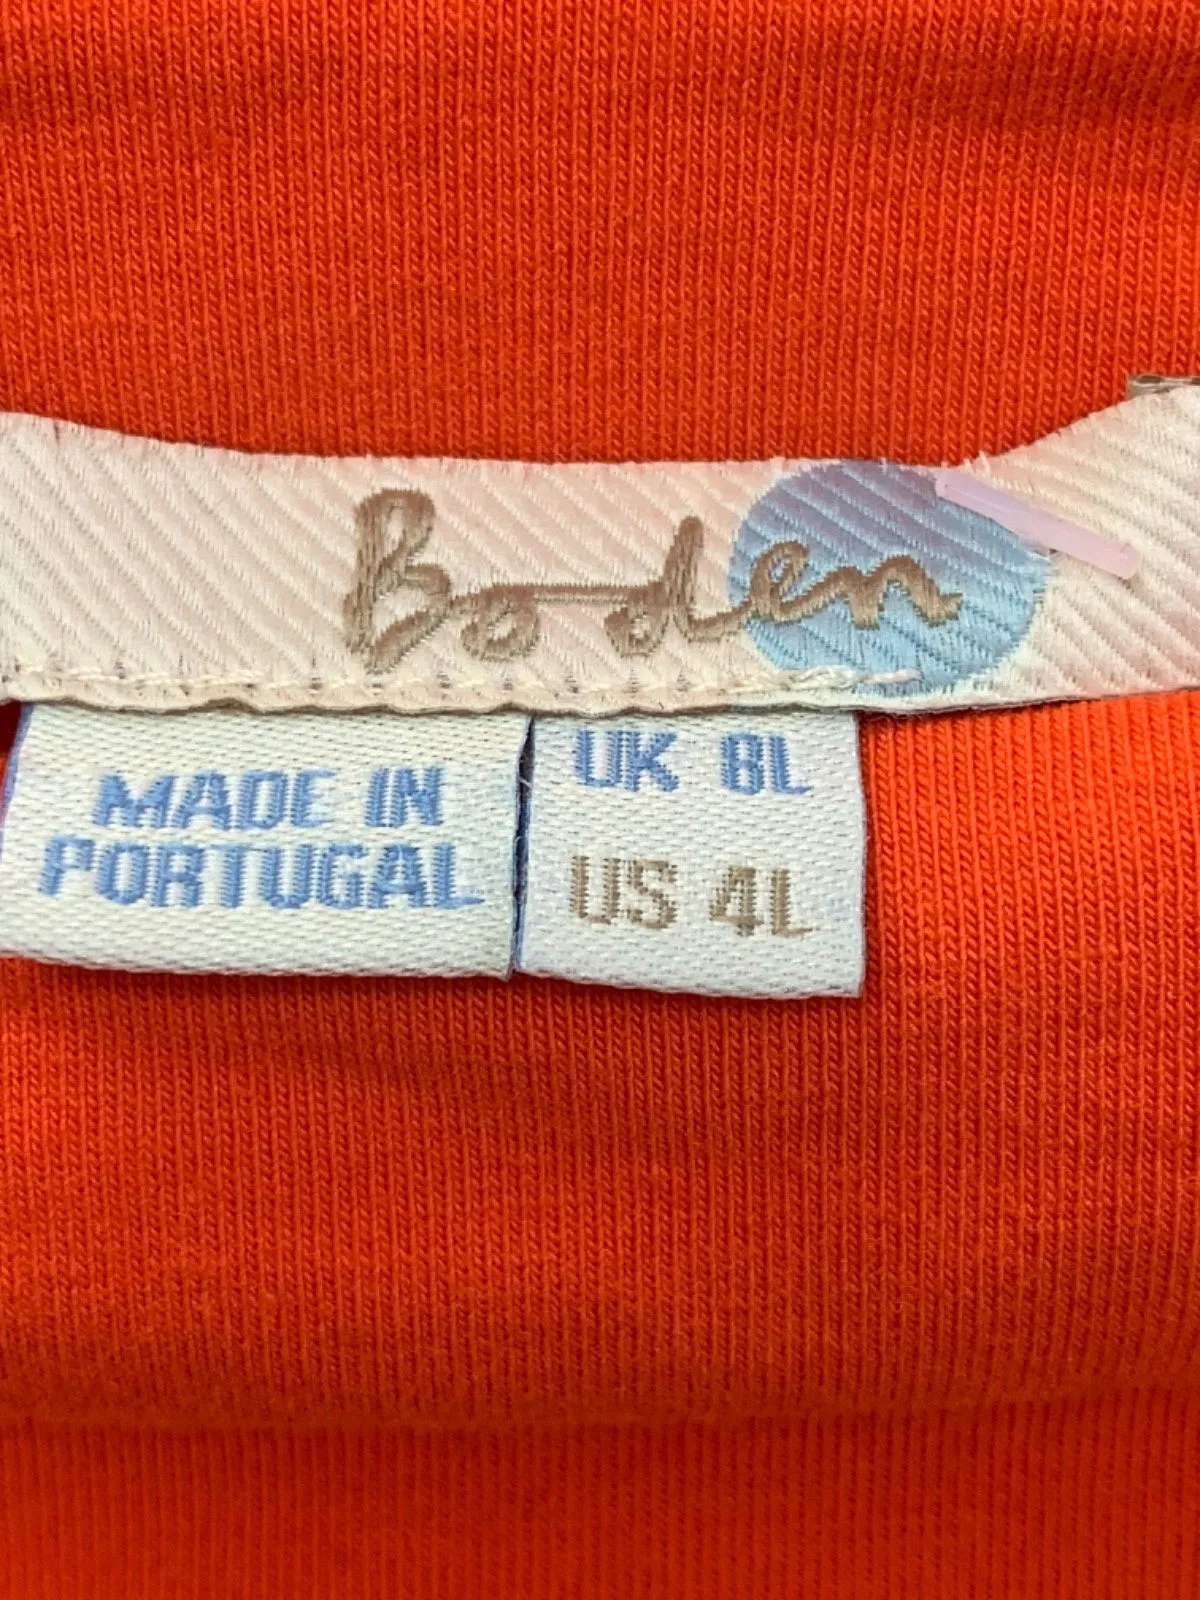 Boden
MADE IN
PORTUGAL
UK 8L
US 4L